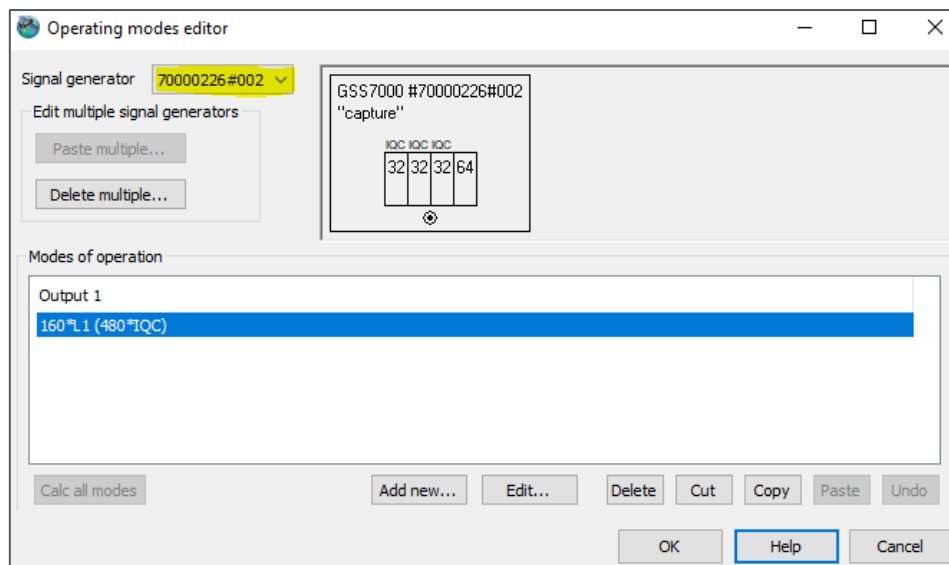 Operating modes editor
Signal generator 70000226#002
Edit multiple signal generators
Paste multiple...
Delete multiple...
GSS7000 #70000226#002
"capture"
IQC IQC IQC
32 32 32 64
Modes of operation
Output 1
160*L1 (480*IQC)
Calc all modes Add new... Edit... Delete Cut Copy Paste Undo
OK Help Cancel